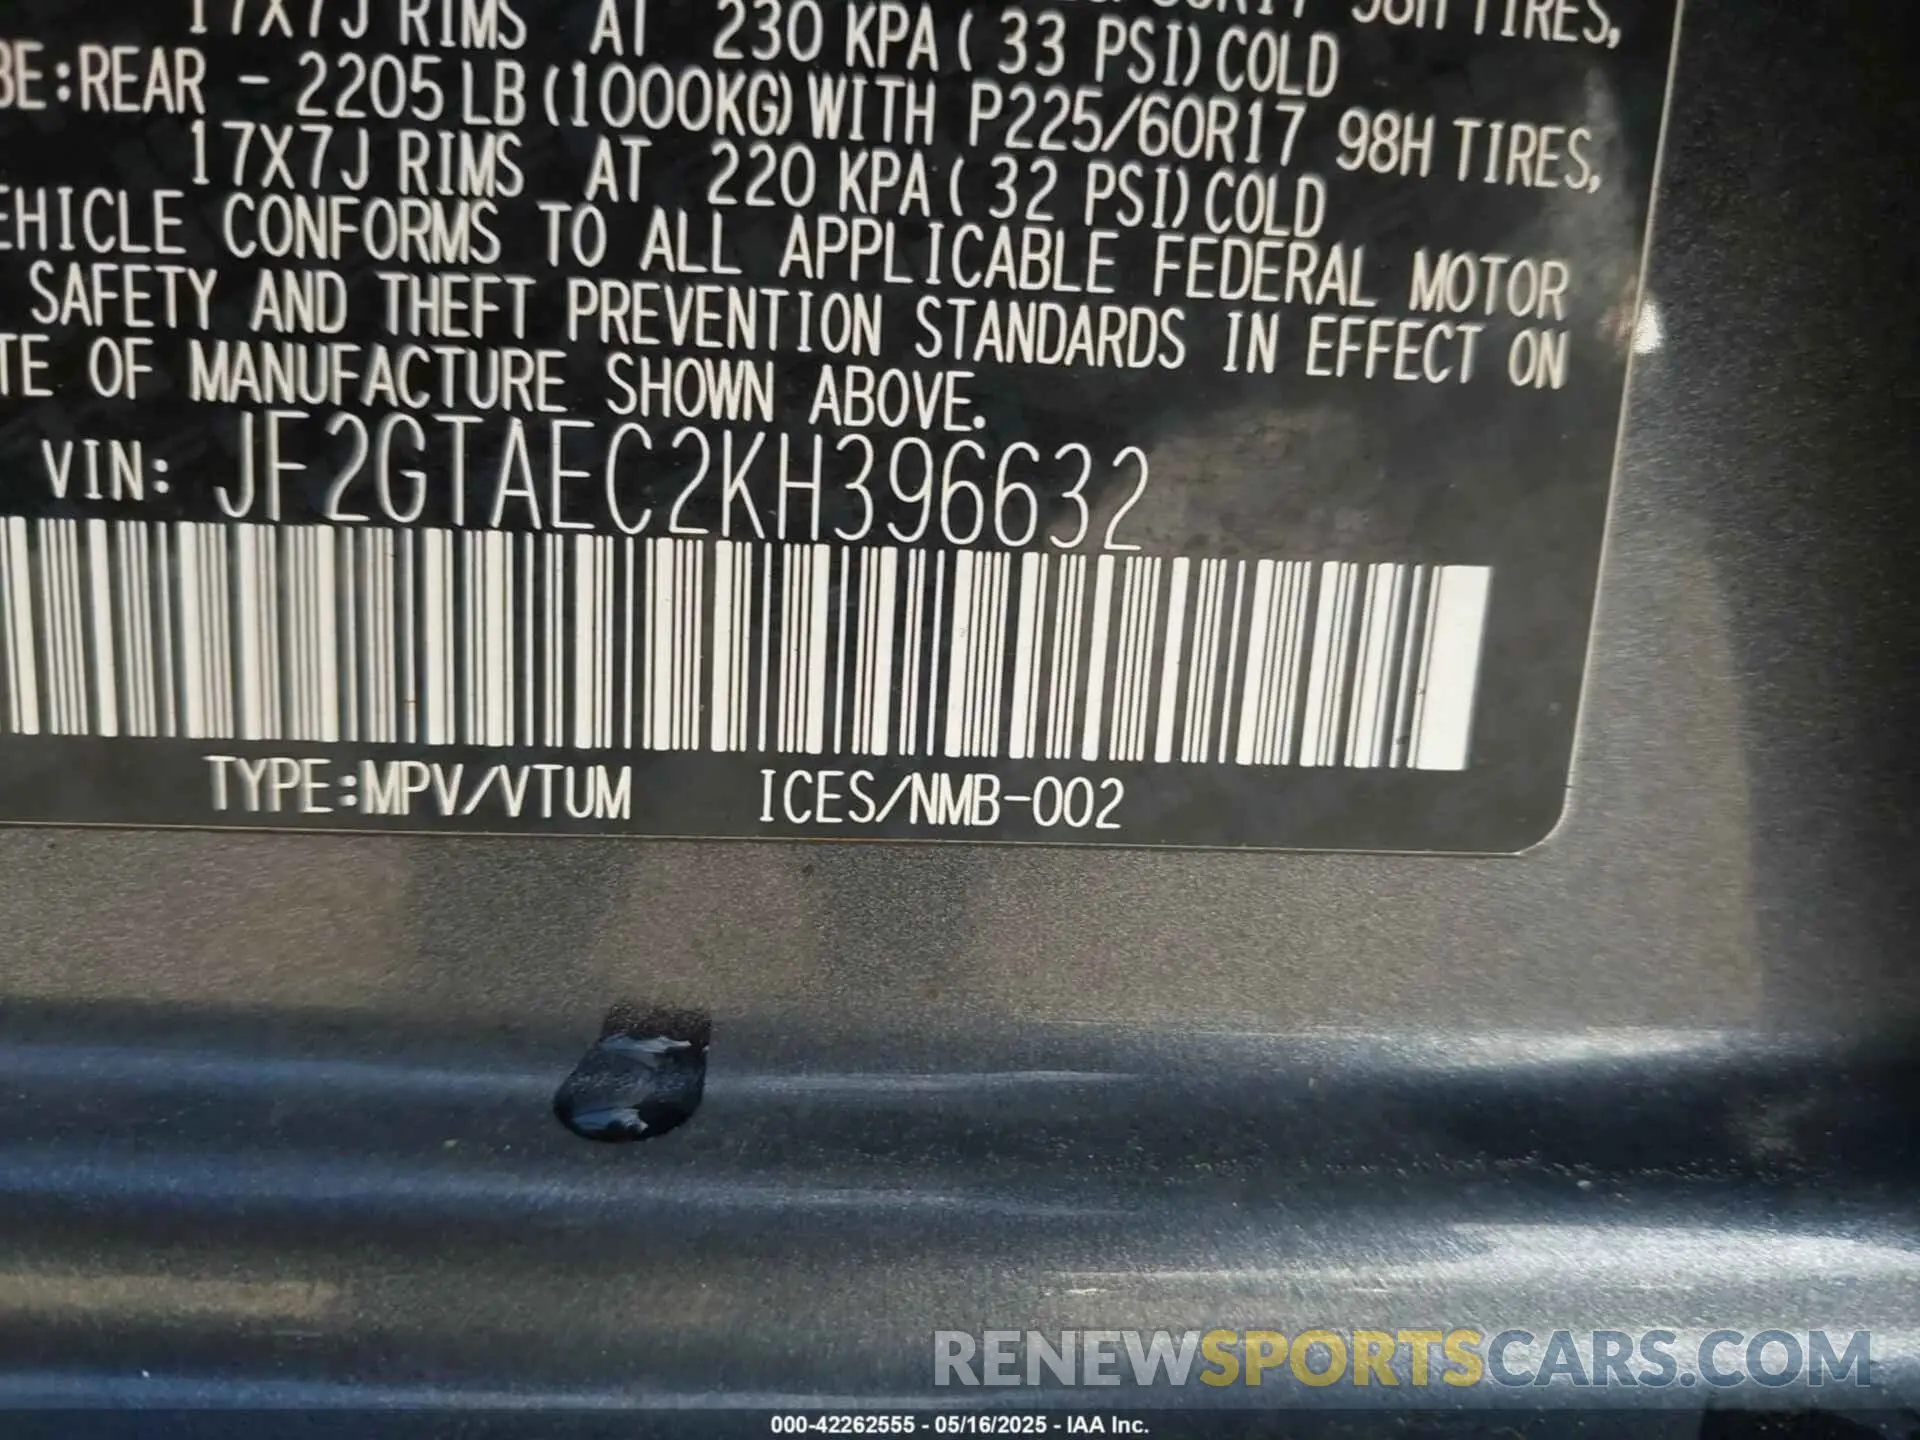 98H TIRES,
17X7J RIMS AT 230 KPA ( 33 PSI) COLD
BE:REAR - 2205 LB (1000KG) WITH P225/60R17 98H TIRES,
17X7J RIMS AT 220 KPA ( 32 PSI) COLD
EHICLE CONFORMS TO ALL APPLICABLE FEDERAL MOTOR
SAFETY AND THEFT PREVENTION STANDARDS IN EFFECT ON
TE OF MANUFACTURE SHOWN ABOVE.
VIN: JF2GTAEC2KH396632
TYPE:MPV/VTUM ICES/NMB-002
RENEWSPORTSCARS.COM
000-42262555 - 05/16/2025 - IAA Inc.